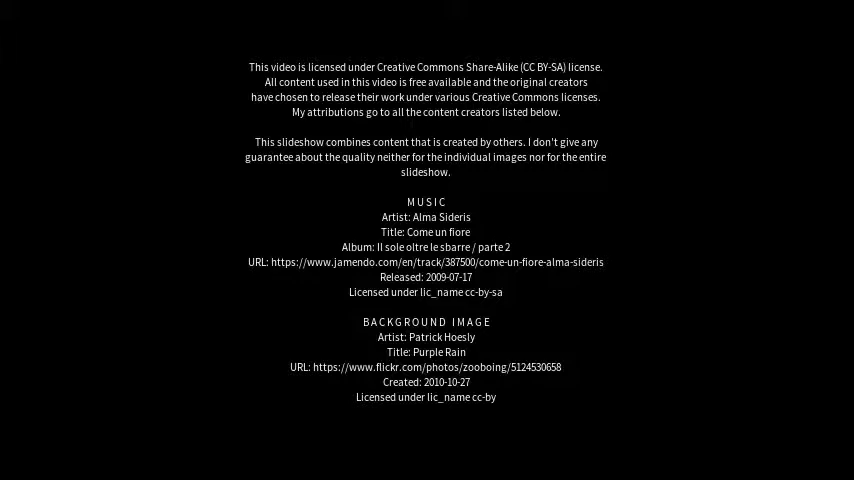 This video is licensed under Creative Commons Share-Alike (CC BY-SA) license.
All content used in this video is free available and the original creators
have chosen to release their work under various Creative Commons licenses.
My attributions go to all the content creators listed below.
This slideshow combines content that is created by others. I don't give any
guarantee about the quality neither for the individual images nor for the entire
slideshow.
MUSIC
Artist: Alma Sideris
Title: Come un fiore
Album: Il sole oltre le sbarre / parte 2
URL: https://www.jamendo.com/en/track/387500/come-un-fiore-alma-sideris
Released: 2009-07-17
Licensed under lic_name cc-by-sa
BACKGROUND IMAGE
Artist: Patrick Hoesly
Title: Purple Rain
URL: https://www.flickr.com/photos/zooboing/5124530658
Created: 2010-10-27
Licensed under lic_name cc-by